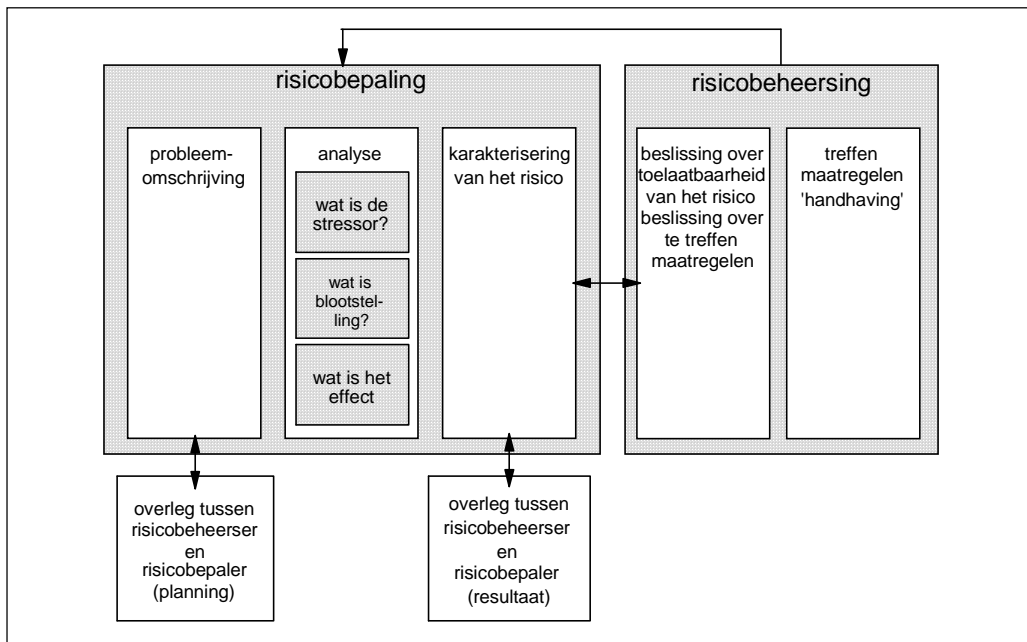 risicobepaling
probleem-
omschrijving
analyse
wat is de
stressor?
wat is
blootstel-
ling?
wat is het
effect
karakterisering
van het risico
risicobeheersing
beslissing over
toelaatbaarheid
van het risico
beslissing over
te treffen
maatregelen
treffen
maatregelen
'handhaving'
overleg tussen
risicobeheerser
en
risicobepaler
(planning)
overleg tussen
risicobeheerser
en
risicobepaler
(resultaat)